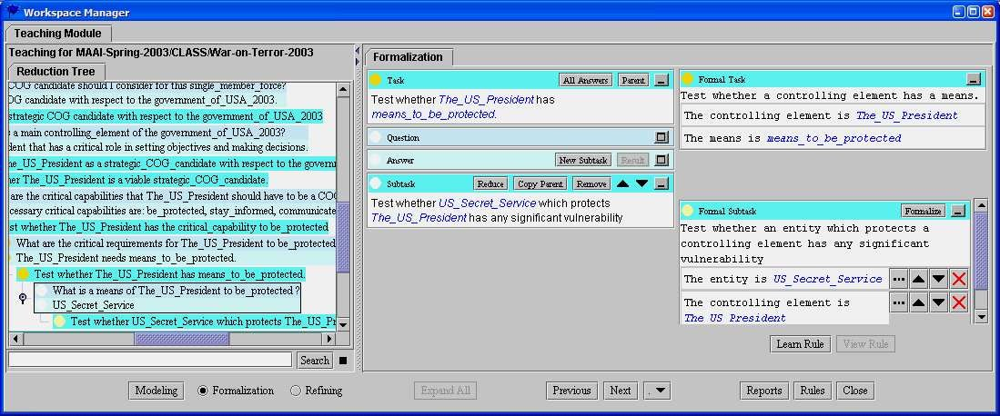 Workspace Manager
Teaching Module
Teaching for MAAI-Spring-2003/CLASS/War-on-Terror-2003
Reduction Tree
COG candidate should I consider for this single_member_force?
OG candidate with respect to the government_of_USA_2003.
strategic COG candidate with respect to the government_of_USA_2003
s a main controlling_element of the government_of_USA_2003?
dent that has a critical role in setting objectives and making decisions.
he_US_President as a strategic_COG_candidate with respect to the governm
her The_US_President is a viable strategic_COG_candidate.
are the critical capabilities that The_US_President should have to be a COG
cessary critical capabilities are: be_protected, stay_informed, communicate
st whether The_US_President has the critical_capability to be_protected
What are the critical requirements for The_US_President to be_protected
The_US_President needs means_to_be_protected.
Test whether The_US_President has means_to_be_protected.
What is a means of The_US_President to be_protected ?
US_Secret_Service
Test whether US_Secret_Service which protects The_US_Pr
Search
Formalization
Task All Answers Parent
Test whether The_US_President has
means_to_be_protected.
Question
Answer New Subtask Result
Subtask Reduce Copy Parent Remove
Test whether US_Secret_Service which protects
The_US_President has any significant vulnerability
Formal Task
Test whether a controlling element has a means.
The controlling element is The_US_President
The means is means_to_be_protected
Formal Subtask Formalize
Test whether an entity which protects a
controlling element has any significant
vulnerability
The entity is US_Secret_Service ...
The controlling element is ...
The US President
Learn Rule View Rule
Modeling Formalization Refining Expand All Previous Next . Reports Rules Close